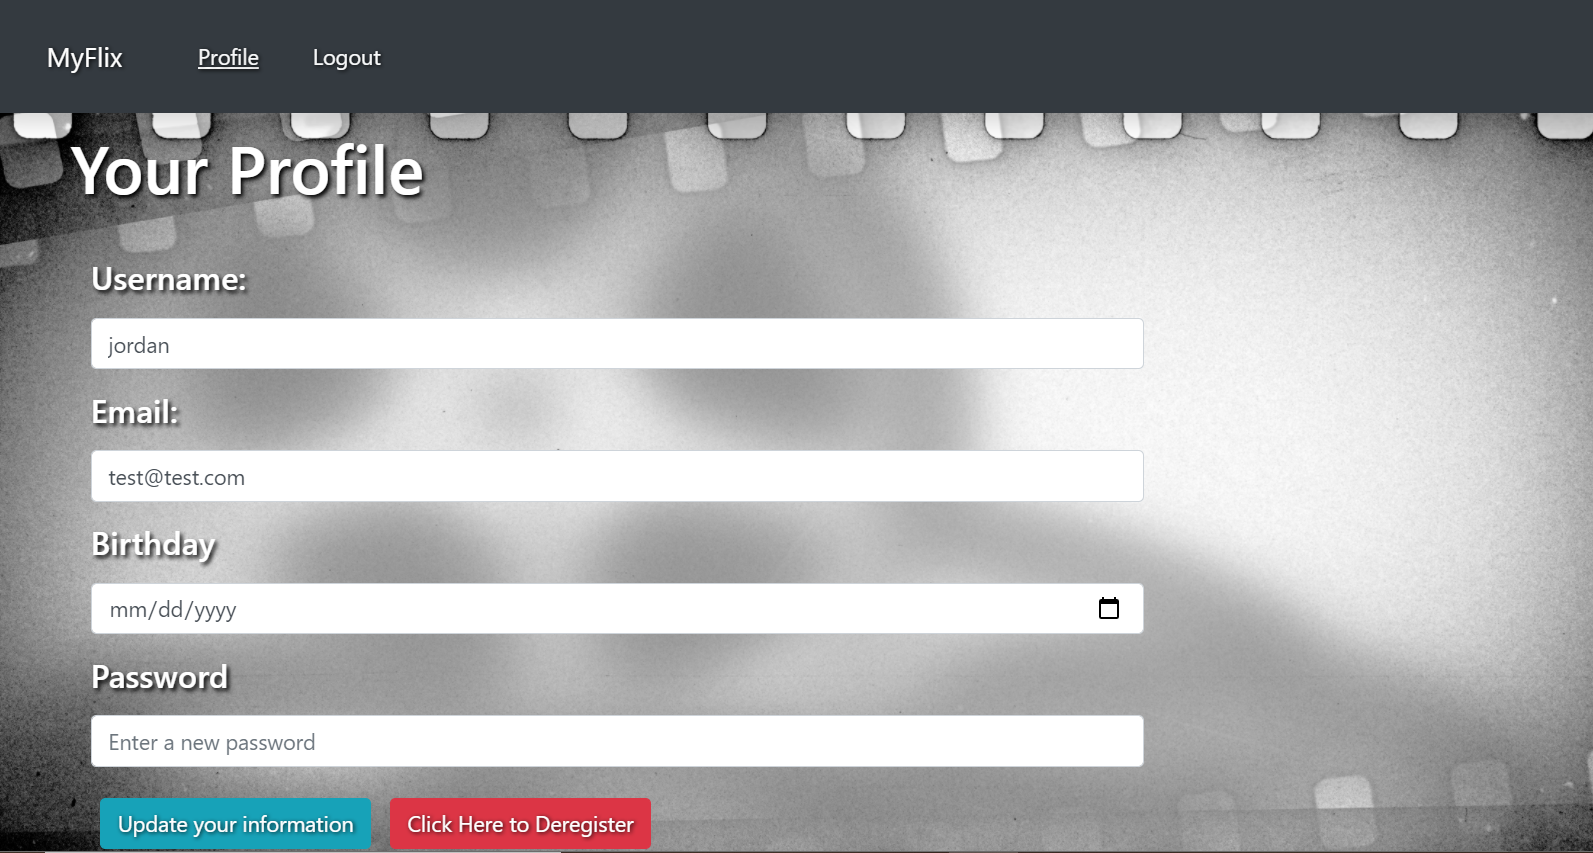 MyFlix Profile Logout
Your Profile
Username:
jordan
Email:
test@test.com
Birthday
mm/dd/yyyy
Password
Enter a new password
Update your information Click Here to Deregister